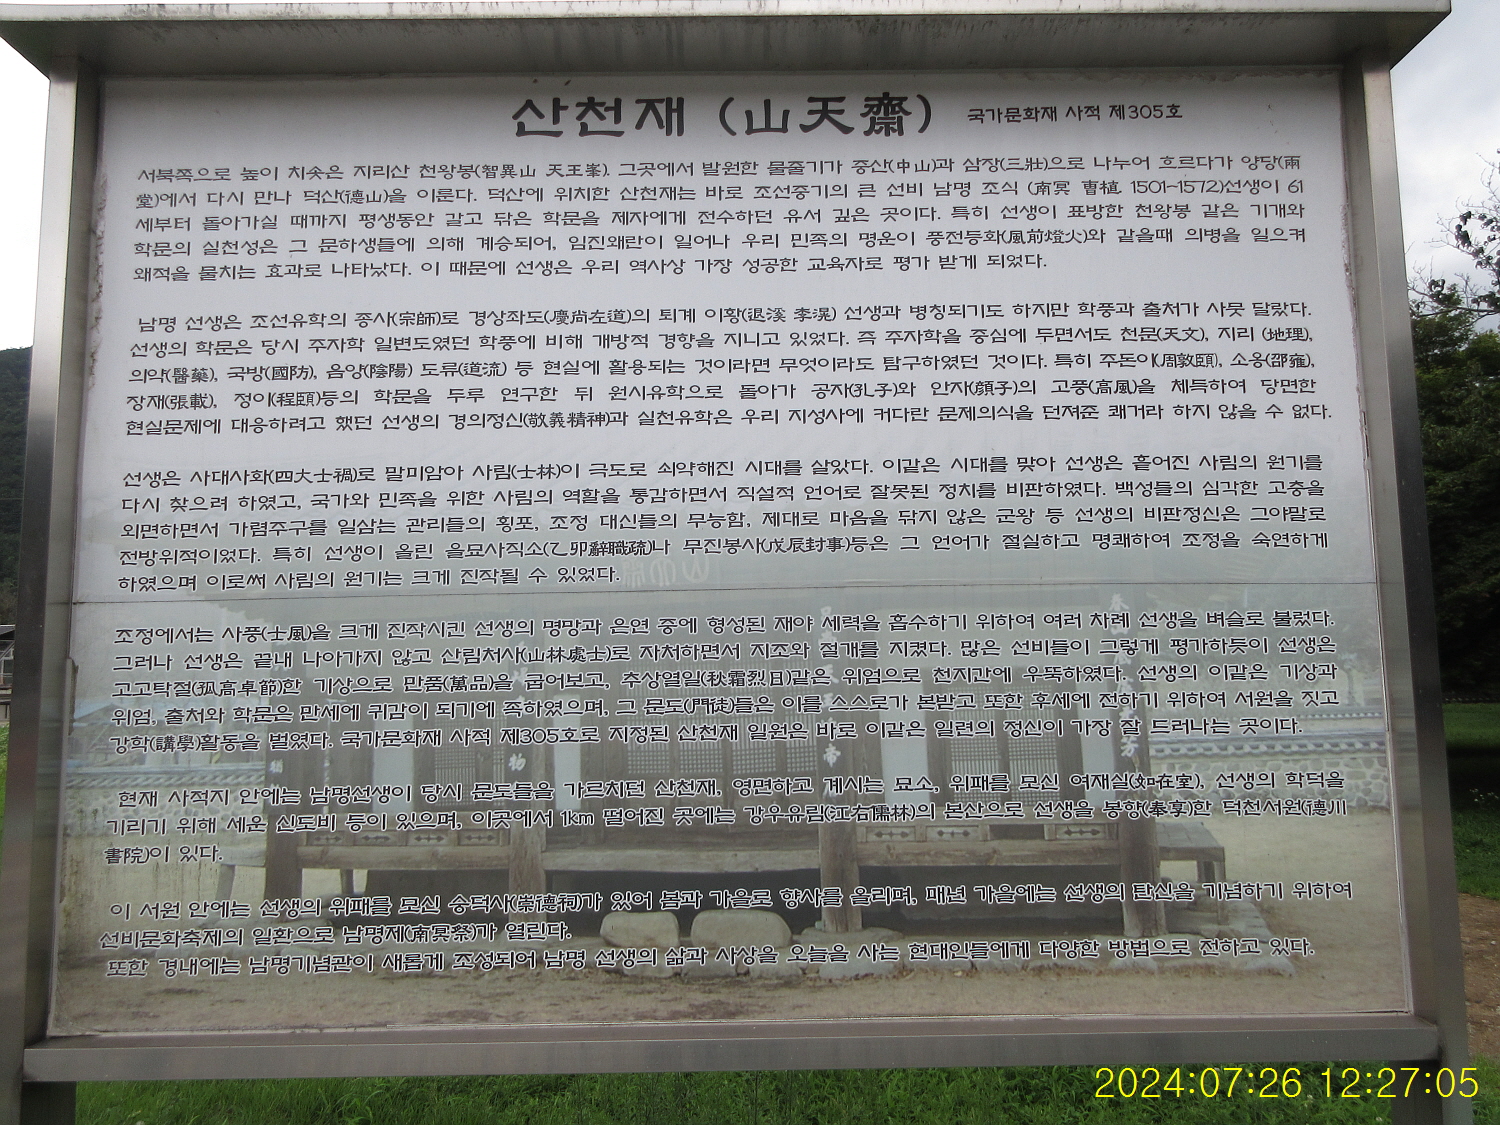 산천재 (山天齋) 국가문화재 사적 제305호
서북쪽으로 높이 치솟은 지리산 천왕봉(智異山 天王峯). 그곳에서 발원한 물줄기가 중산(中山)과 삼장(三壯)으로 나누어 흐르다가 양당(兩
堂)에서 다시 만나 덕산(德山)을 이룬다. 덕산에 위치한 산천재는 바로 조선중기의 큰 선비 남명 조식 (南冥 曺植, 1501~1572)선생이 61
세부터 돌아가실 때까지 평생동안 갈고 닦은 학문을 제자에게 전수하던 유서 깊은 곳이다. 특히 선생이 표방한 천왕봉 같은 기개와
학문의 실천성은 그 문하생들에 의해 계승되어, 임진왜란이 일어나 우리 민족의 명운이 풍전등화(風前燈火)와 같을때 의병을 일으켜
왜적을 물치는 효과로 나타났다. 이 때문에 선생은 우리 역사상 가장 성공한 교육자로 평가 받게 되었다.
남명 선생은 조선유학의 종사(宗師)로 경상좌도(慶尙左道)의 퇴계 이황(退溪 李滉) 선생과 병칭되기도 하지만 학풍과 출처가 사뭇 달랐다.
선생의 학문은 당시 주자학 일변도였던 학풍에 비해 개방적 경향을 지니고 있었다. 즉 주자학을 중심에 두면서도 천문(天文), 지리 (地理),
의약(醫藥), 국방(國防), 음양(陰陽) 도류(道流) 등 현실에 활용되는 것이라면 무엇이라도 탐구하였던 것이다. 특히 주돈이(周敦頤), 소옹(邵雍),
장재(張載), 정이(程頤)등의 학문을 두루 연구한 뒤 원시유학으로 돌아가 공자(孔子)와 안자(顔子)의 고풍(高風)을 체득하여 당면한
현실문제에 대응하려고 했던 선생의 경의정신(敬義精神)과 실천유학은 우리 지성사에 커다란 문제의식을 던져준 쾌거라 하지 않을 수 없다.
선생은 사대사화(四大士禍)로 말미암아 사림(士林)이 극도로 쇠약해진 시대를 살았다. 이같은 시대를 맞아 선생은 흩어진 사림의 원기를
다시 찾으려 하였고, 국가와 민족을 위한 사림의 역할을 통감하면서 직설적 언어로 잘못된 정치를 비판하였다. 백성들의 심각한 고충을
외면하면서 가렴주구를 일삼는 관리들의 횡포, 조정 대신들의 무능함, 제대로 마음을 닦지 않은 군왕 등 선생의 비판정신은 그야말로
전방위적이었다. 특히 선생이 올린 을묘사직소(乙卯辭職疏)나 무진봉사(戊辰封事)등은 그 언어가 절실하고 명쾌하여 조정을 숙연하게
하였으며 이로써 사림의 원기는 크게 진작될 수 있었다.
조정에서는 사풍(士風)을 크게 진작시킨 선생의 명망과 은연 중에 형성된 재야 세력을 흡수하기 위하여 여러 차례 선생을 벼슬로 불렀다.
그러나 선생은 끝내 나아가지 않고 산림처사(山林處士)로 자처하면서 지조와 절개를 지켰다. 많은 선비들이 그렇게 평가하듯이 선생은
고고탁절(孤高卓節)한 기상으로 만품(萬品)을 굽어보고, 추상열일(秋霜烈日)같은 위엄으로 천지간에 우뚝하였다. 선생의 이같은 기상과
위엄, 출처와 학문은 만세에 귀감이 되기에 족하였으며, 그 문도(門徒)들은 이를 스스로가 본받고 또한 후세에 전하기 위하여 서원을 짓고
강학(講學)활동을 벌였다. 국가문화재 사적 제305호로 지정된 산천재 일원은 바로 이같은 일련의 정신이 가장 잘 드러나는 곳이다.
현재 사적지 안에는 남명선생이 당시 문도들을 가르치던 산천재, 영면하고 계시는 묘소, 위패를 모신 여재실(如在室), 선생의 학덕을
기리기 위해 세운 신도비 등이 있으며, 이곳에서 1km 떨어진 곳에는 강우유림(江右儒林)의 본산으로 선생을 봉향(奉享)한 덕천서원(德川
書院)이 있다.
이 서원 안에는 선생의 위패를 모신 숭덕사(崇德祠)가 있어 봄과 가을로 향사를 올리며, 매년 가을에는 선생의 탄신을 기념하기 위하여
선비문화축제의 일환으로 남명제(南冥祭)가 열린다.
또한 경내에는 남명기념관이 새롭게 조성되어 남명 선생의 삶과 사상을 오늘을 사는 현대인들에게 다양한 방법으로 전하고 있다.
2024:07:26 12:27:05